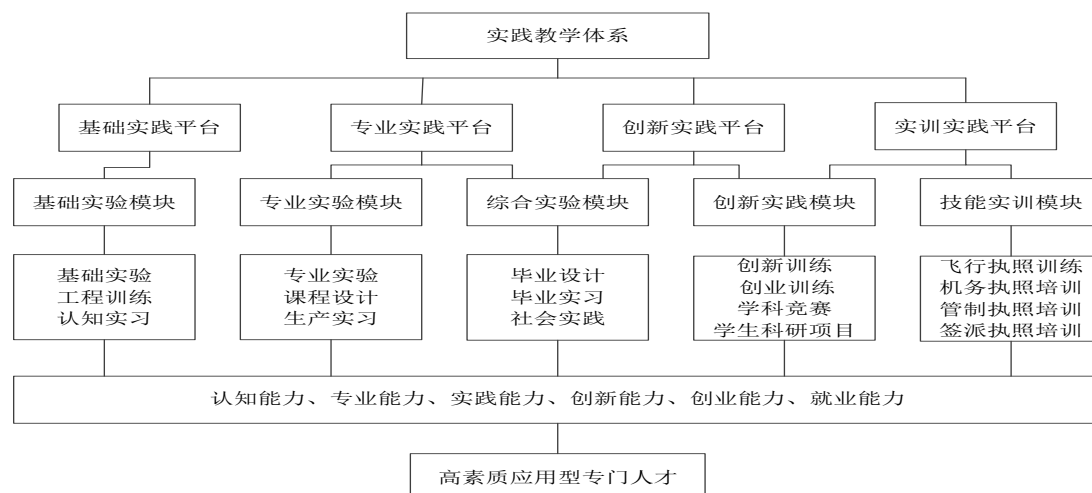 实践教学体系
基础实践平台
专业实践平台
创新实践平台
实训实践平台
基础实验模块
专业实验模块
综合实验模块
创新实践模块
技能实训模块
基础实验
工程训练
认知实习
专业实验
课程设计
生产实习
毕业设计
毕业实习
社会实践
创新训练
创业训练
学科竞赛
学生科研项目
飞行执照训练
机务执照培训
管制执照培训
签派执照培训
认知能力、专业能力、实践能力、创新能力、创业能力、就业能力
高素质应用型专门人才